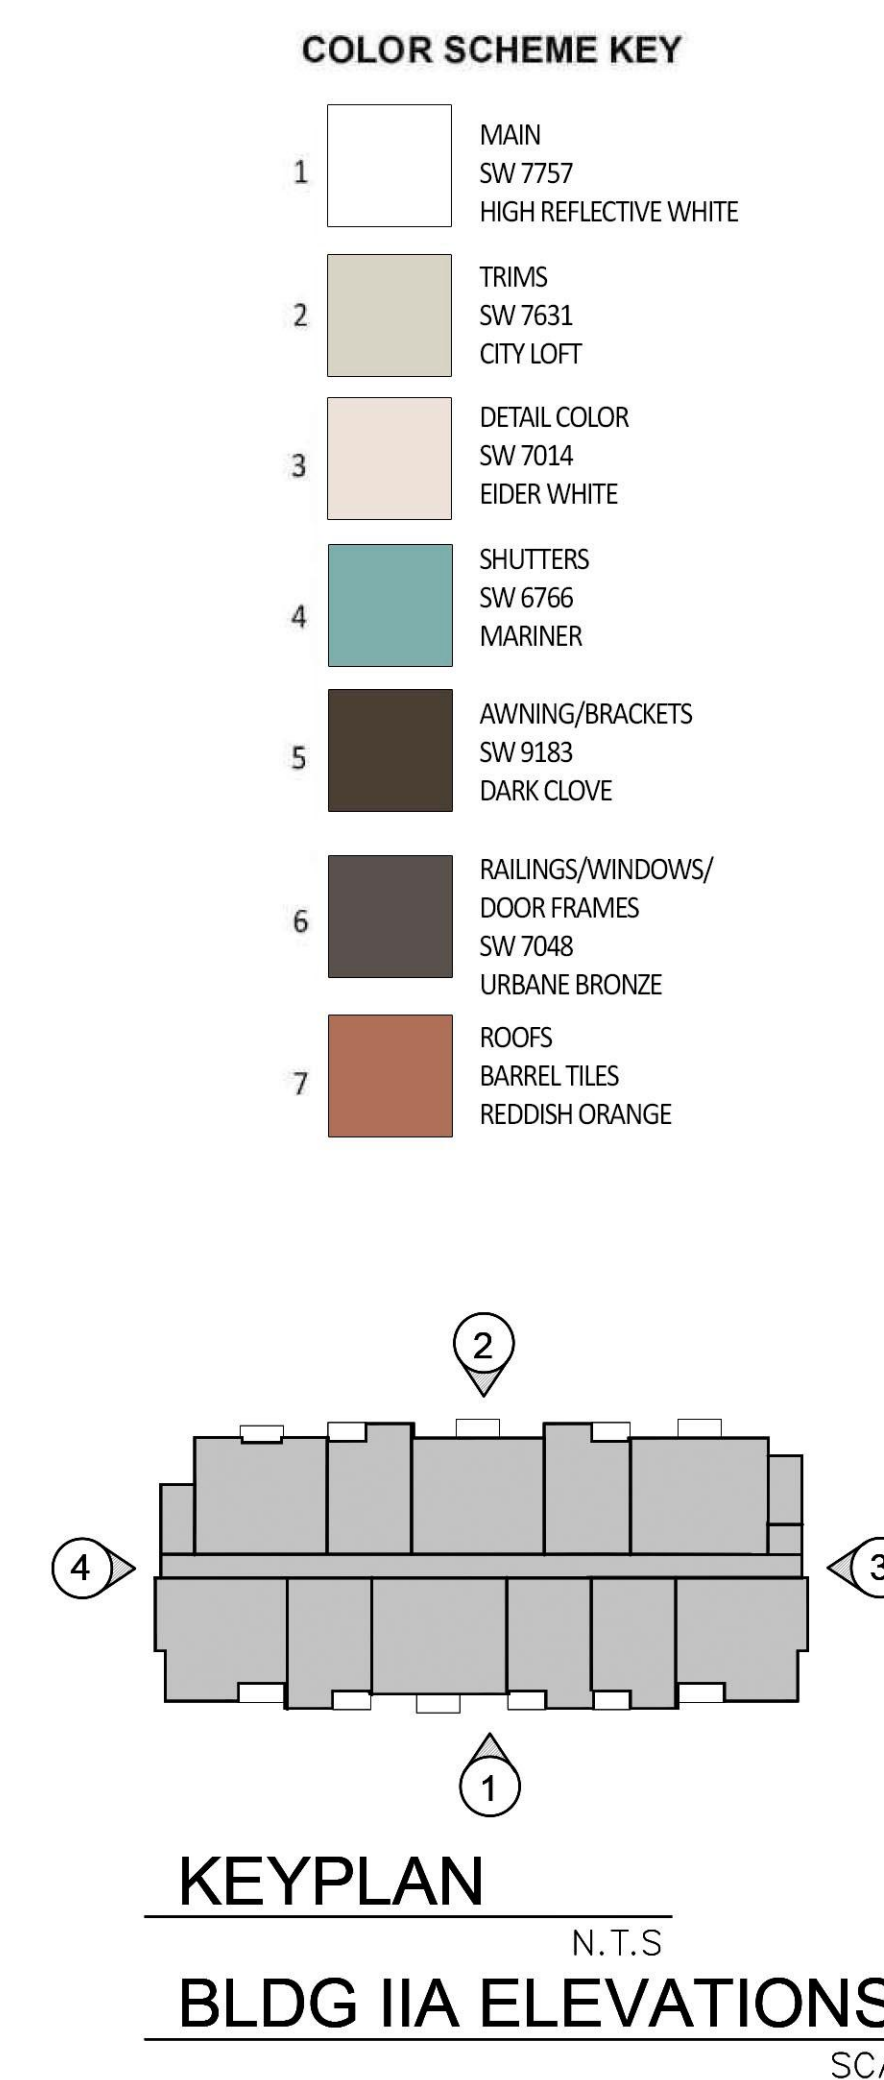 COLOR SCHEME KEY
1
MAIN
SW 7757
HIGH REFLECTIVE WHITE
2
TRIMS
SW 7631
CITY LOFT
3
DETAIL COLOR
SW 7014
EIDER WHITE
4
SHUTTERS
SW 6766
MARINER
5
AWNING/BRACKETS
SW 9183
DARK CLOVE
6
RAILINGS/WINDOWS/
DOOR FRAMES
SW 7048
URBANE BRONZE
7
ROOFS
BARREL TILES
REDDISH ORANGE
2
4
3
1
KEYPLAN
N.T.S
BLDG IIA ELEVATIONS